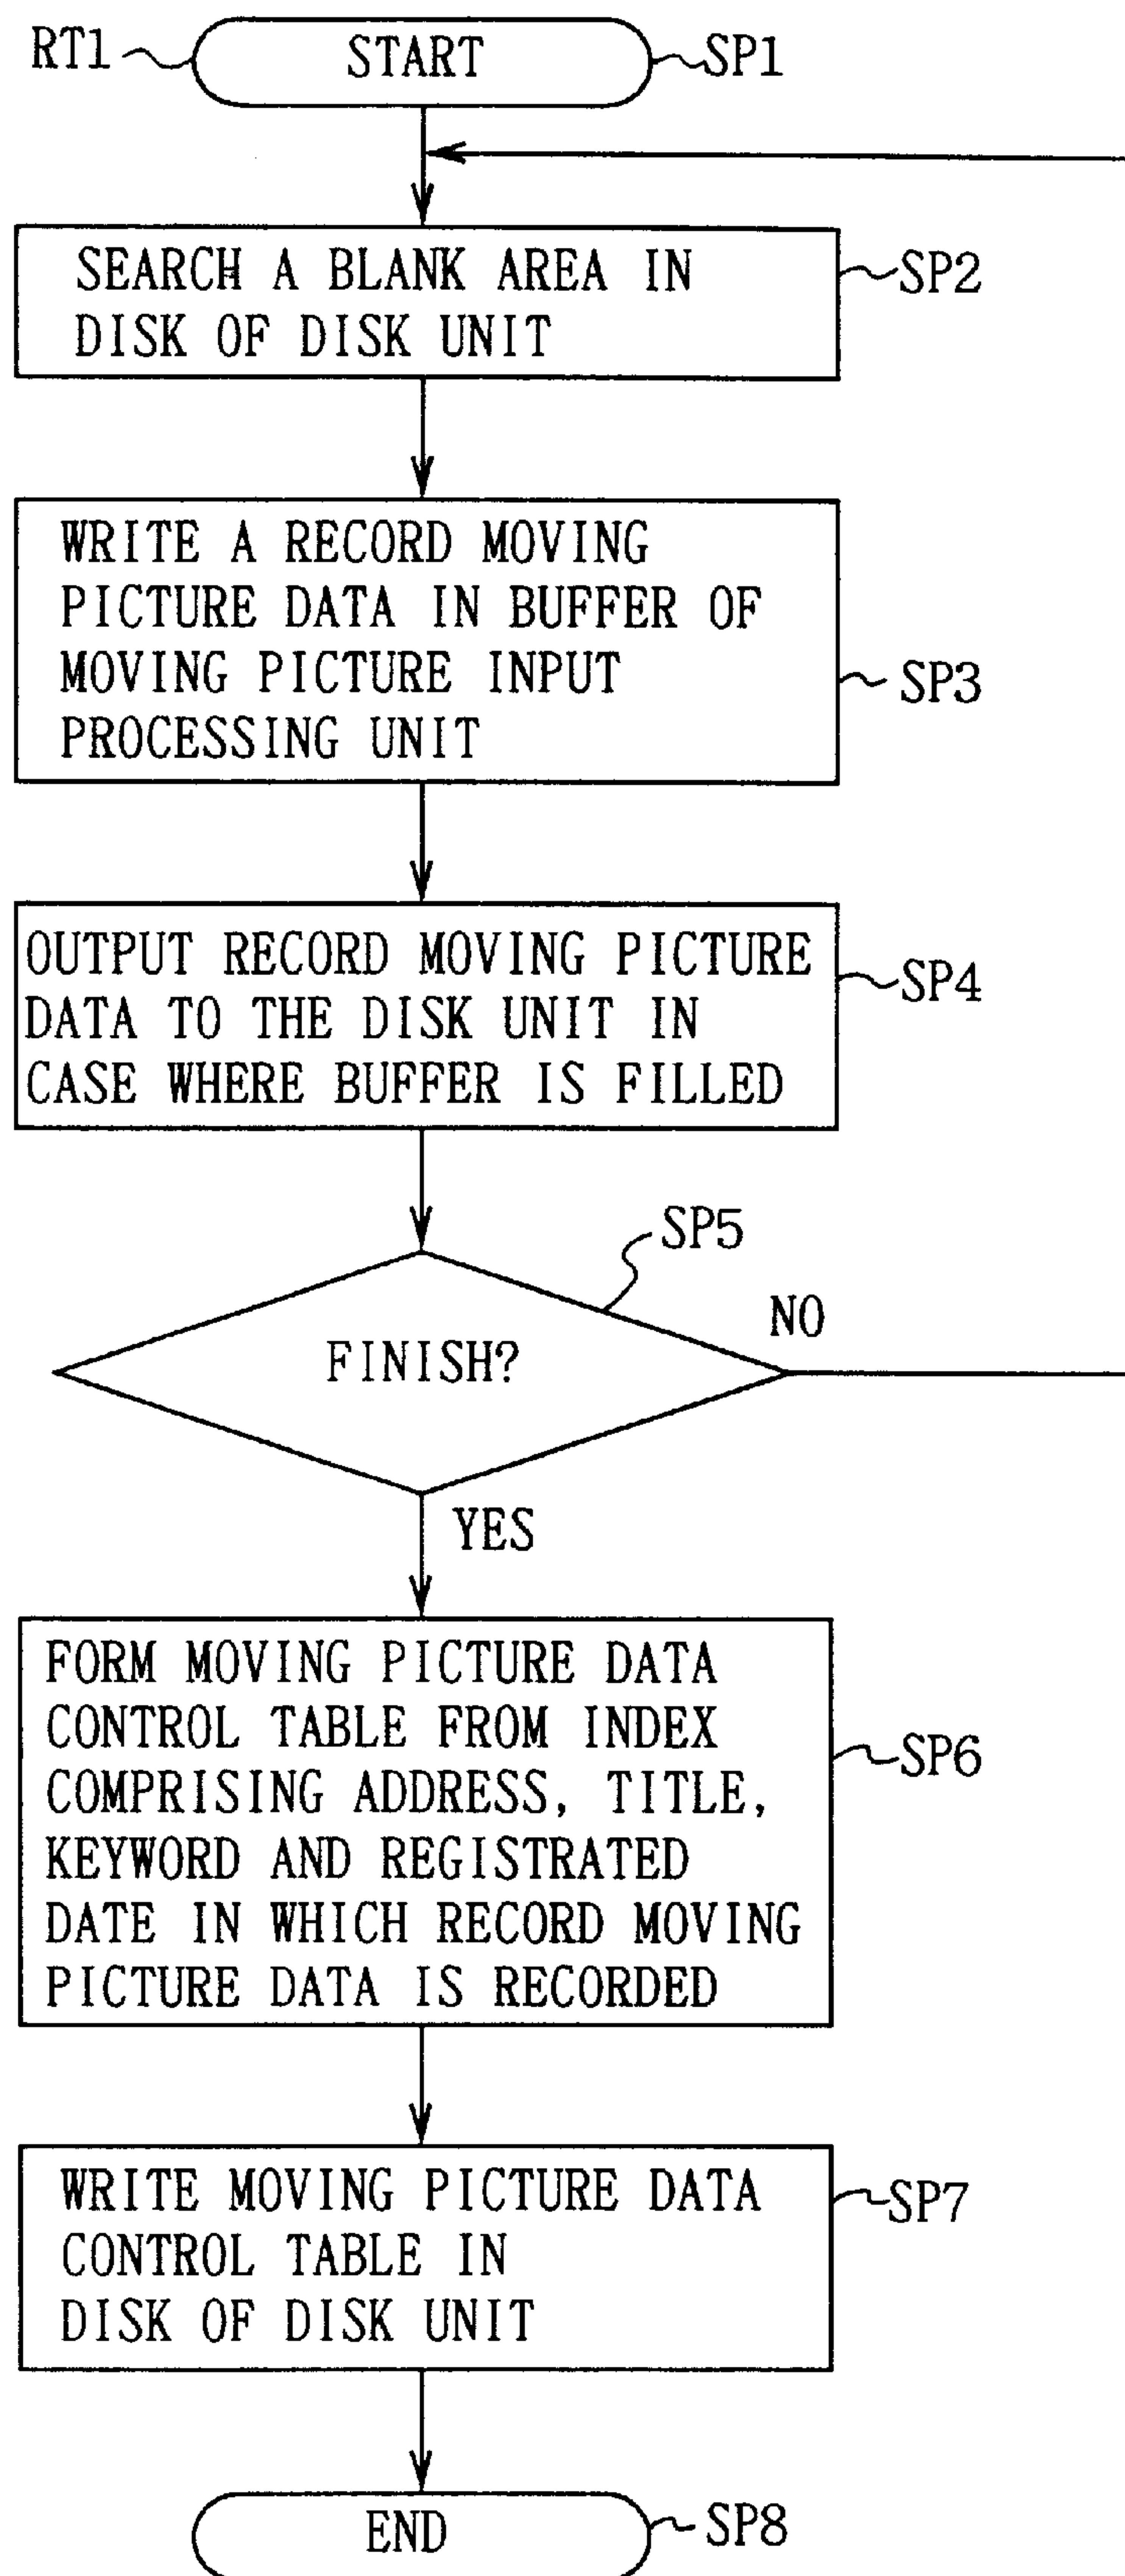 RT1
START
SP1
SEARCH A BLANK AREA IN
DISK OF DISK UNIT
SP2
WRITE A RECORD MOVING
PICTURE DATA IN BUFFER OF
MOVING PICTURE INPUT
PROCESSING UNIT
SP3
OUTPUT RECORD MOVING PICTURE
DATA TO THE DISK UNIT IN
CASE WHERE BUFFER IS FILLED
SP4
SP5
FINISH?
NO
YES
FORM MOVING PICTURE DATA
CONTROL TABLE FROM INDEX
COMPRISING ADDRESS, TITLE,
KEYWORD AND REGISTRATED
DATE IN WHICH RECORD MOVING
PICTURE DATA IS RECORDED
SP6
WRITE MOVING PICTURE DATA
CONTROL TABLE IN
DISK OF DISK UNIT
SP7
END
SP8